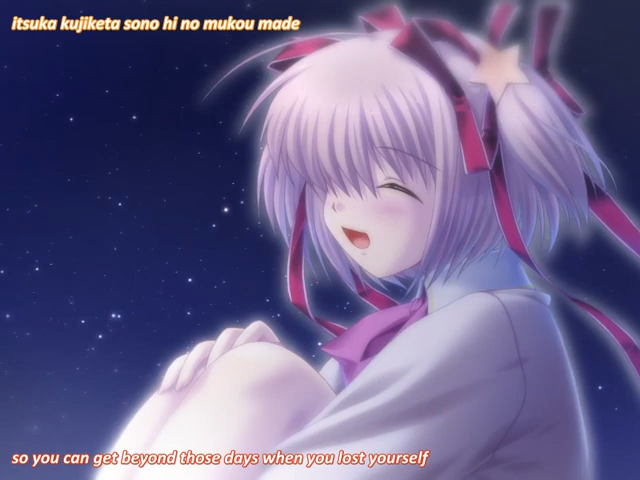 itsuka kujiketa sono hi no mukou made
so you can get beyond those days when you lost yourself